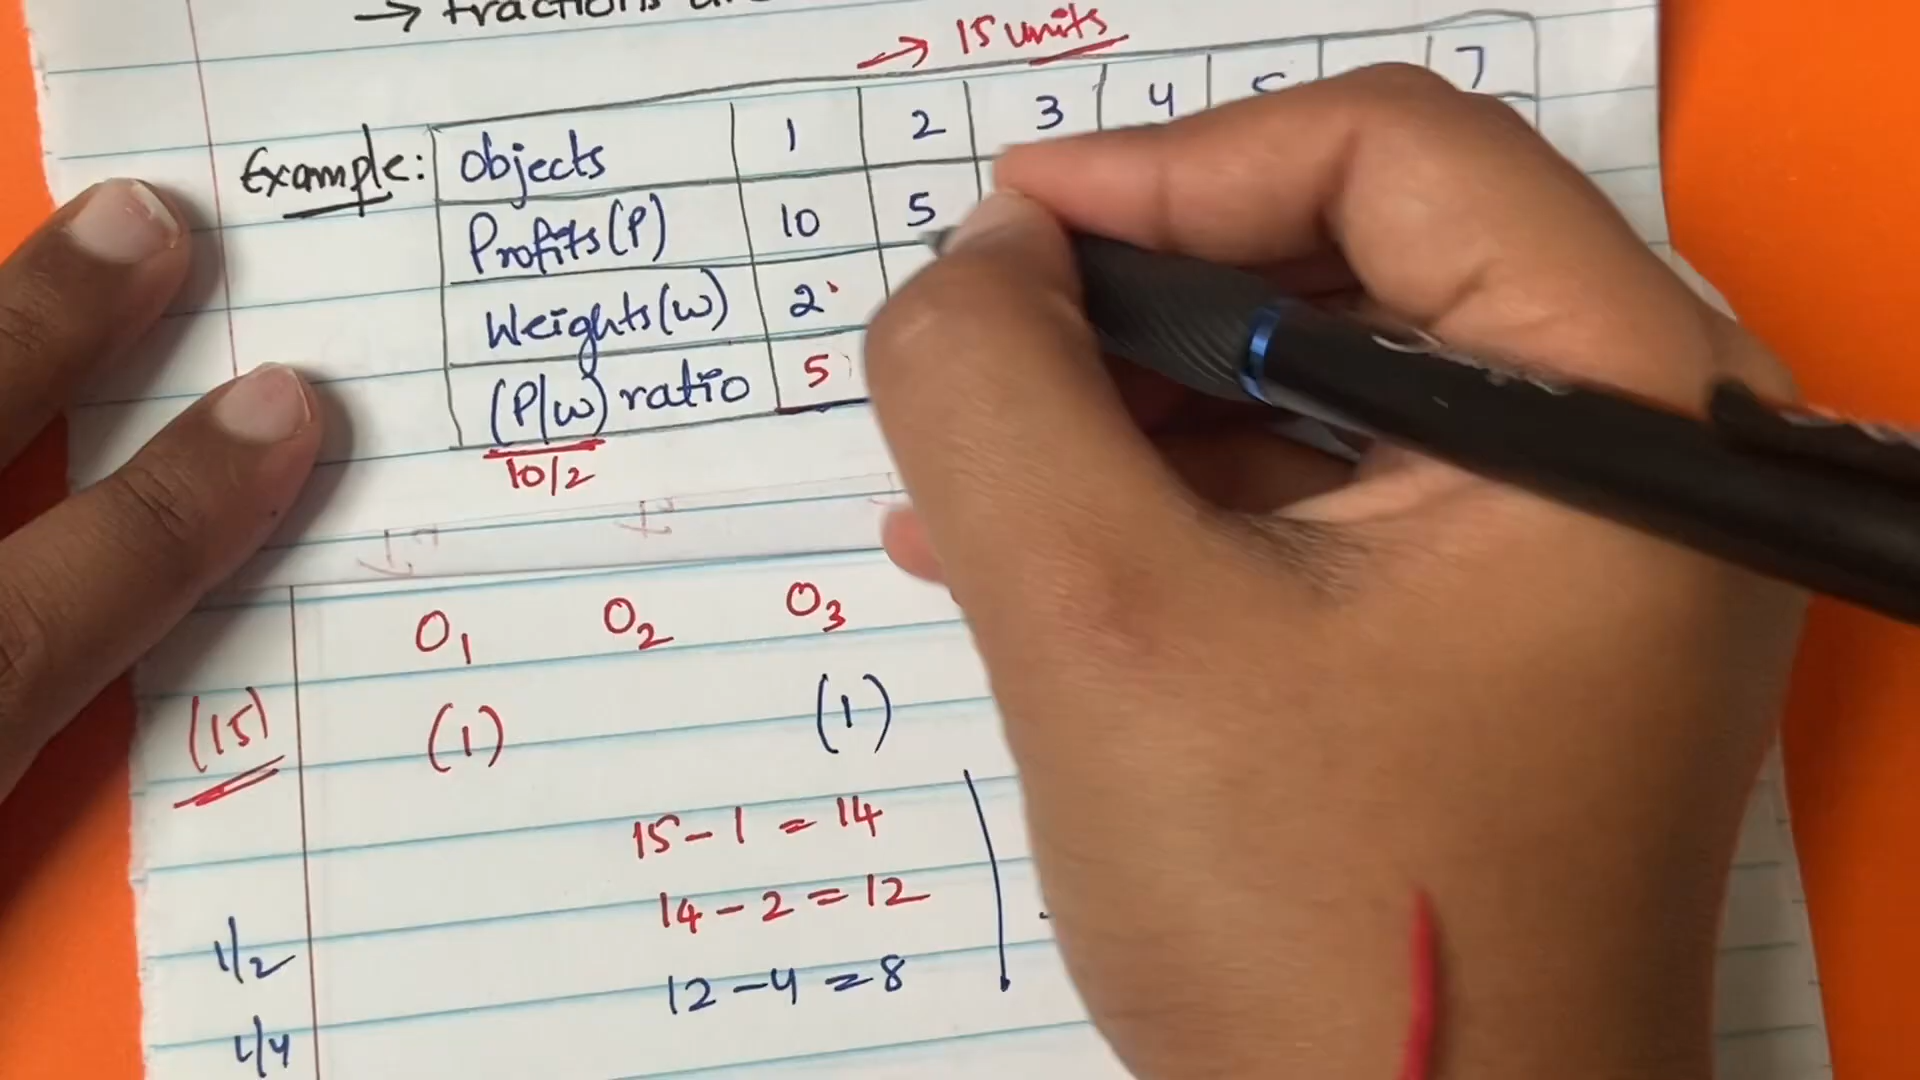 → fractions
→ 15 units
Example: Objects 1 2 3 4 7
Profits(P) 10 5
Weights(w) 2
(P/w) ratio 5
10/2
O1 O2 O3
(15) (1) (1)
15 - 1 = 14
14 - 2 = 12
1/2 12 - 4 = 8
1/4